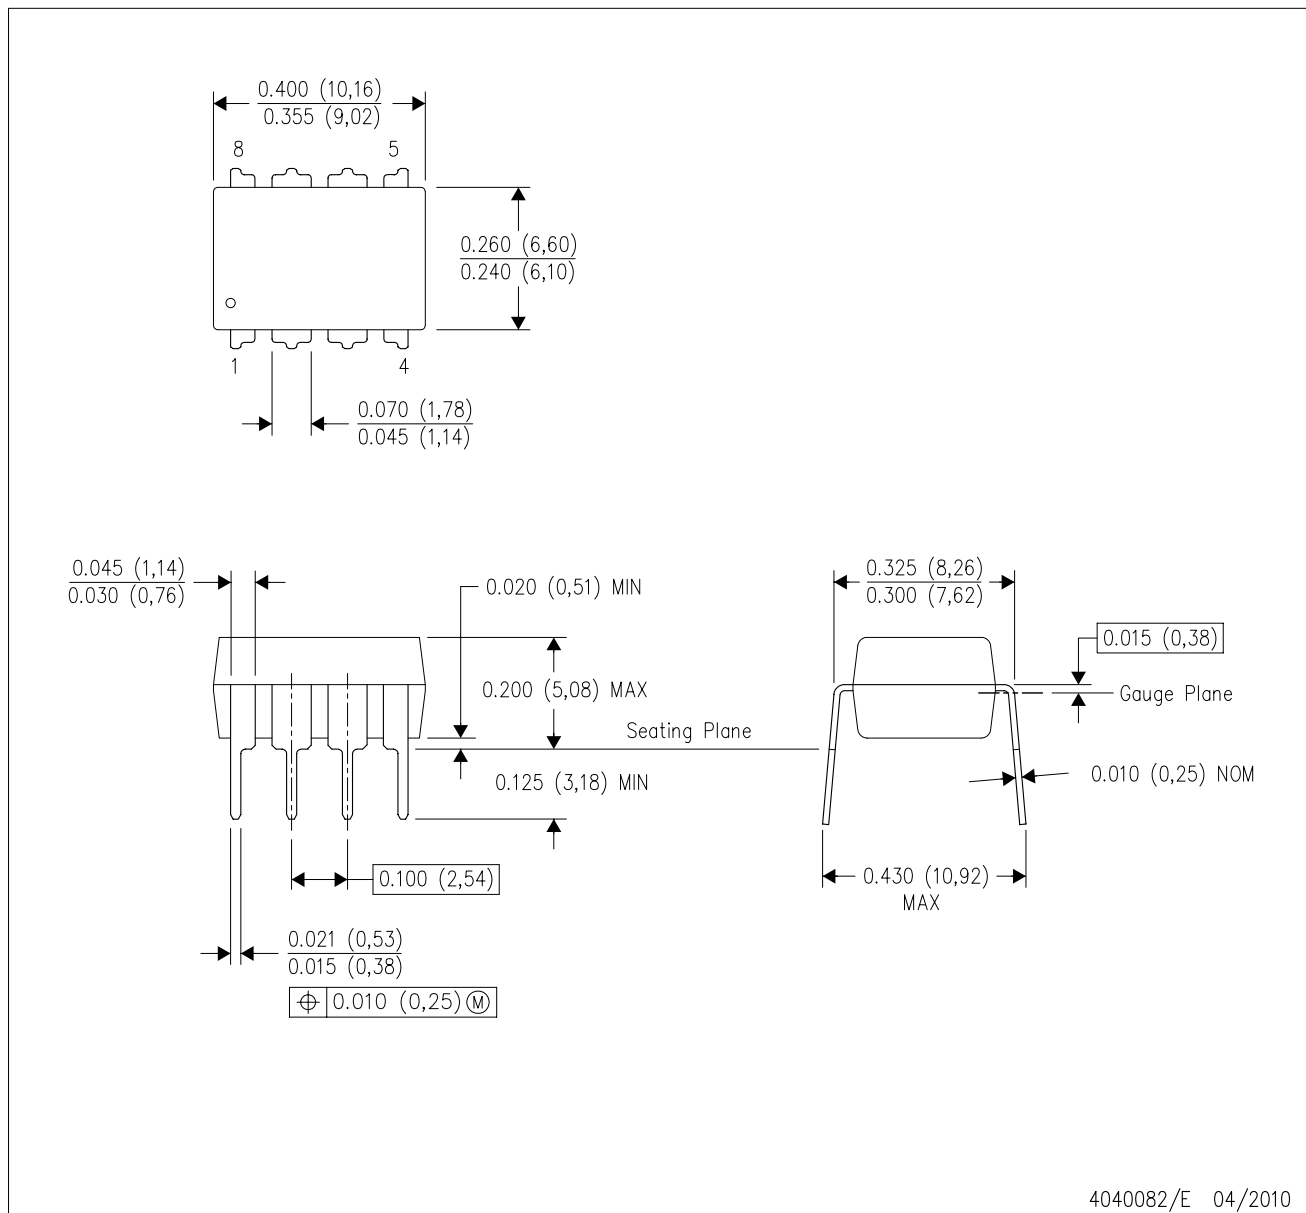 0.400 (10,16)
0.355 (9,02)
8
5
0.260 (6,60)
0.240 (6,10)
1
4
0.070 (1,78)
0.045 (1,14)
0.045 (1,14)
0.030 (0,76)
0.020 (0,51) MIN
0.200 (5,08) MAX
Seating Plane
0.125 (3,18) MIN
0.100 (2,54)
0.021 (0,53)
0.015 (0,38)
⌖ 0.010 (0,25) Ⓜ
0.325 (8,26)
0.300 (7,62)
0.015 (0,38)
Gauge Plane
0.010 (0,25) NOM
0.430 (10,92)
MAX
4040082/E 04/2010